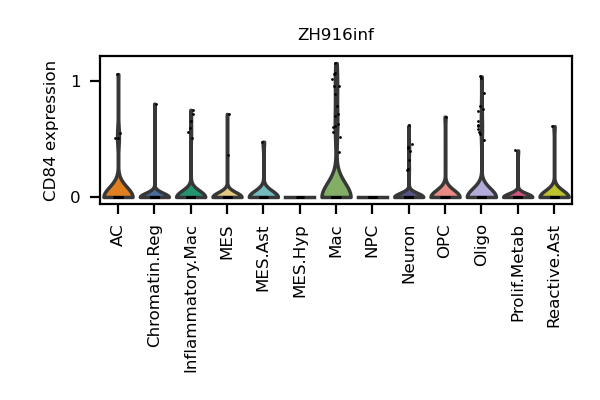 ZH916inf
CD84 expression
1
0
AC
Chromatin.Reg
Inflammatory.Mac
MES
MES.Ast
MES.Hyp
Mac
NPC
Neuron
OPC
Oligo
Prolif.Metab
Reactive.Ast